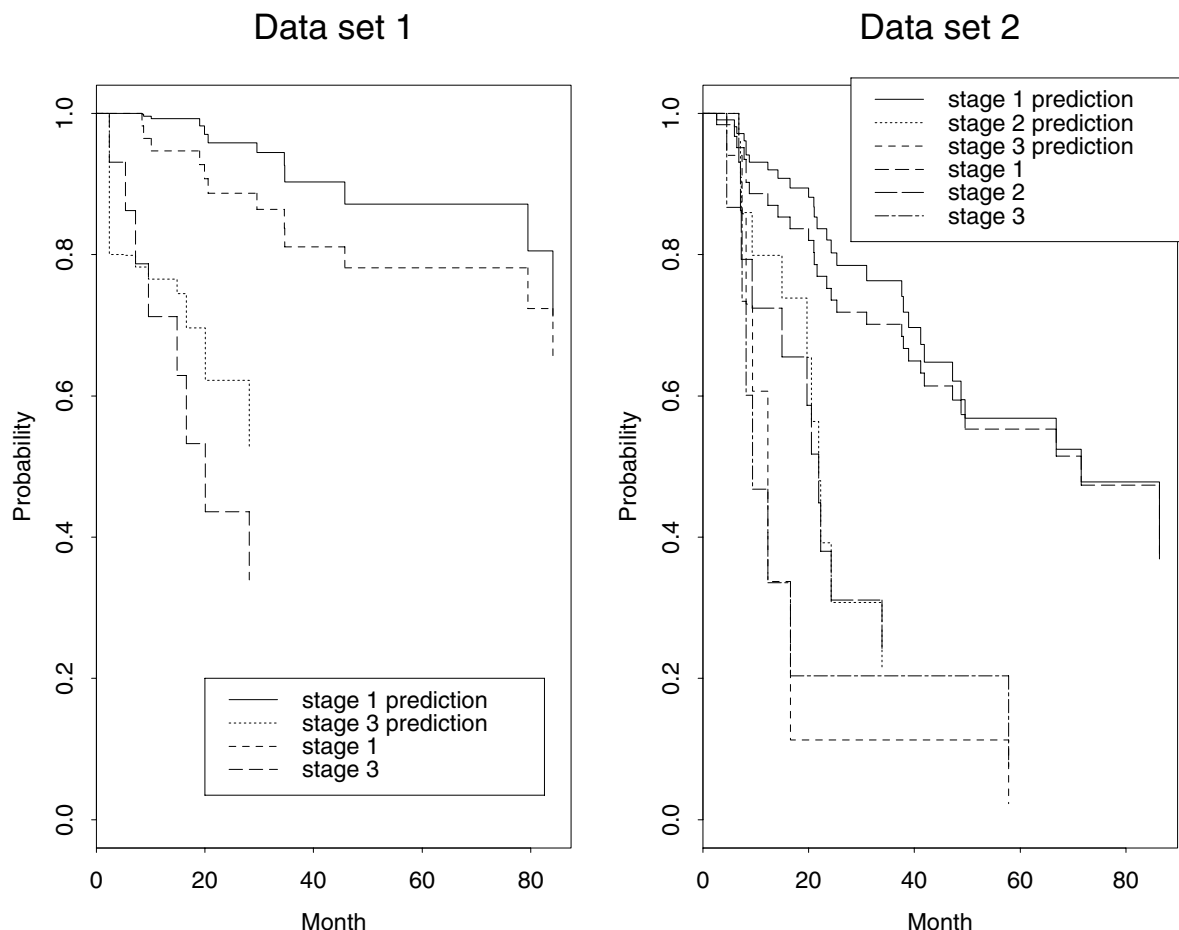 Data set 1
1.0
0.8
0.6
0.4
0.2
0.0
Probability
stage 1 prediction
stage 3 prediction
stage 1
stage 3
0 20 40 60 80
Month
Data set 2
1.0
0.8
0.6
0.4
0.2
0.0
Probability
stage 1 prediction
stage 2 prediction
stage 3 prediction
stage 1
stage 2
stage 3
0 20 40 60 80
Month